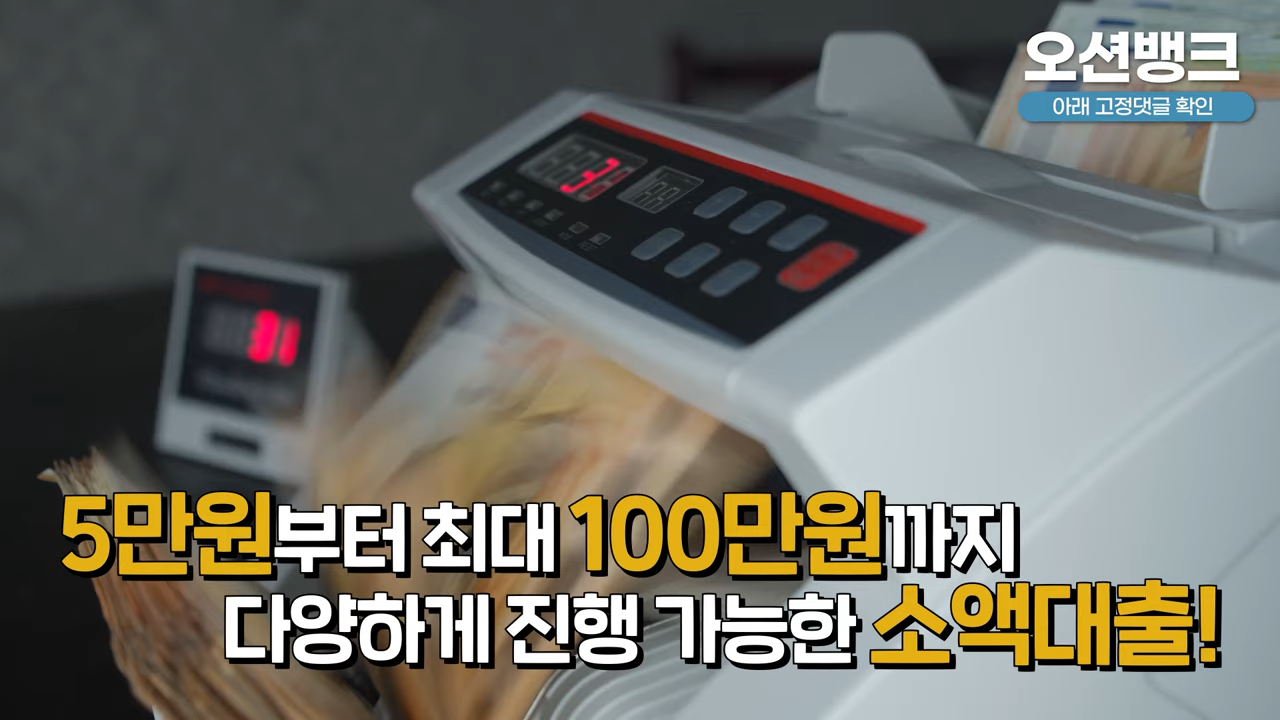 오션뱅크
아래 고정댓글 확인
3
31
5만원부터 최대 100만원까지
다양하게 진행 가능한 소액대출!